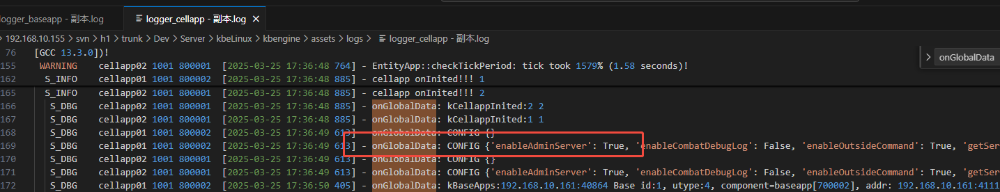 logger_baseapp - 副本.log
logger_cellapp - 副本.log ×
192.168.10.155 > svn > h1 > trunk > Dev > Server > kbeLinux > kbengine > assets > logs > logger_cellapp - 副本.log
76 [GCC 13.3.0])!
155 WARNING cellapp02 1001 800001 [2025-03-25 17:36:48 764] - EntityApp::checkTickPeriod: tick took 1579% (1.58 seconds)!
162 S_INFO cellapp01 1001 800002 [2025-03-25 17:36:48 885] - cellapp onInited!!! 1
165 S_INFO cellapp02 1001 800001 [2025-03-25 17:36:48 885] - cellapp onInited!!! 2
166 S_DBG cellapp02 1001 800001 [2025-03-25 17:36:48 885] - onGlobalData: kCellappInited:2 2
167 S_DBG cellapp02 1001 800001 [2025-03-25 17:36:48 885] - onGlobalData: kCellappInited:1 1
168 S_DBG cellapp01 1001 800002 [2025-03-25 17:36:49 613] - onGlobalData: CONFIG {}
169 S_DBG cellapp01 1001 800002 [2025-03-25 17:36:49 613] - onGlobalData: CONFIG {'enableAdminServer': True, 'enableCombatDebugLog': False, 'enableOutsideCommand': True, 'getSer
170 S_DBG cellapp02 1001 800001 [2025-03-25 17:36:49 613] - onGlobalData: CONFIG {}
171 S_DBG cellapp02 1001 800001 [2025-03-25 17:36:49 613] - onGlobalData: CONFIG {'enableAdminServer': True, 'enableCombatDebugLog': False, 'enableOutsideCommand': True, 'getSer
172 S_DBG cellapp02 1001 800001 [2025-03-25 17:36:50 405] - onGlobalData: kBaseApps:192.168.10.161:40864 Base id:1, utype:4, component=baseapp[700002], addr: 192.168.10.161:4111
onGlobalData